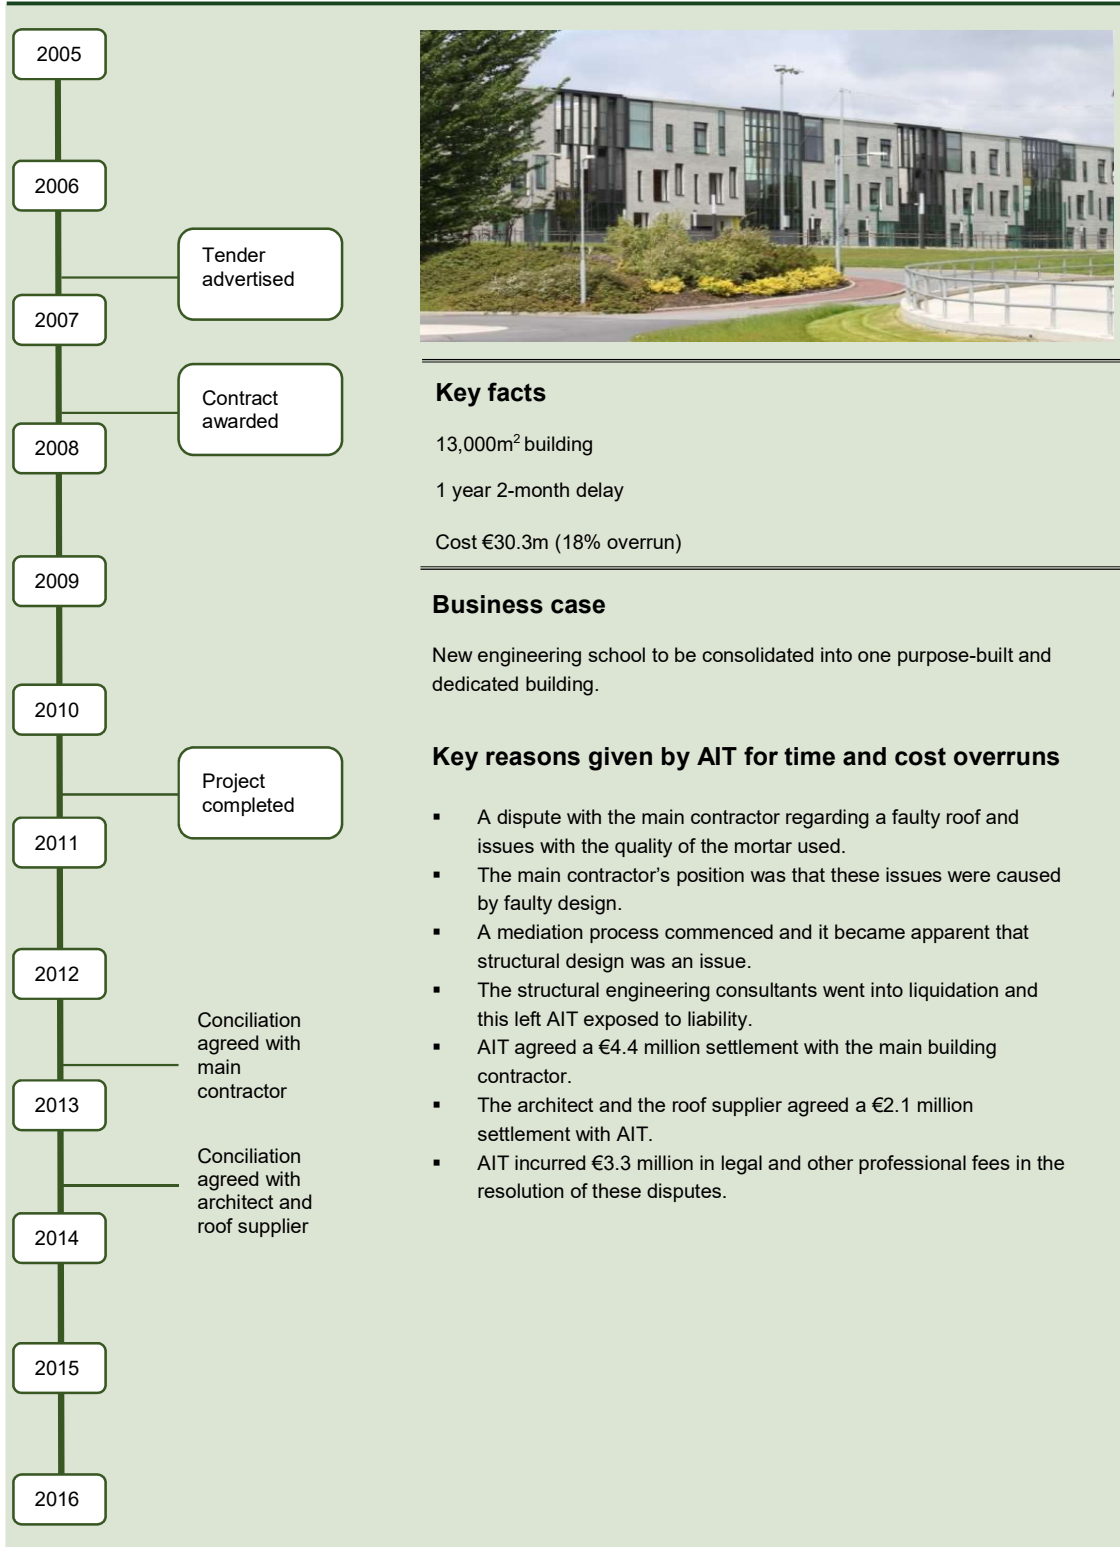 2005
2006
Tender
advertised
2007
Contract
awarded
2008
2009
2010
Project
completed
2011
2012
Conciliation
agreed with
main
contractor
2013
Conciliation
agreed with
architect and
roof supplier
2014
2015
2016
Key facts
13,000m² building
1 year 2-month delay
Cost €30.3m (18% overrun)
Business case
New engineering school to be consolidated into one purpose-built and
dedicated building.
Key reasons given by AIT for time and cost overruns
▪ A dispute with the main contractor regarding a faulty roof and
issues with the quality of the mortar used.
▪ The main contractor’s position was that these issues were caused
by faulty design.
▪ A mediation process commenced and it became apparent that
structural design was an issue.
▪ The structural engineering consultants went into liquidation and
this left AIT exposed to liability.
▪ AIT agreed a €4.4 million settlement with the main building
contractor.
▪ The architect and the roof supplier agreed a €2.1 million
settlement with AIT.
▪ AIT incurred €3.3 million in legal and other professional fees in the
resolution of these disputes.